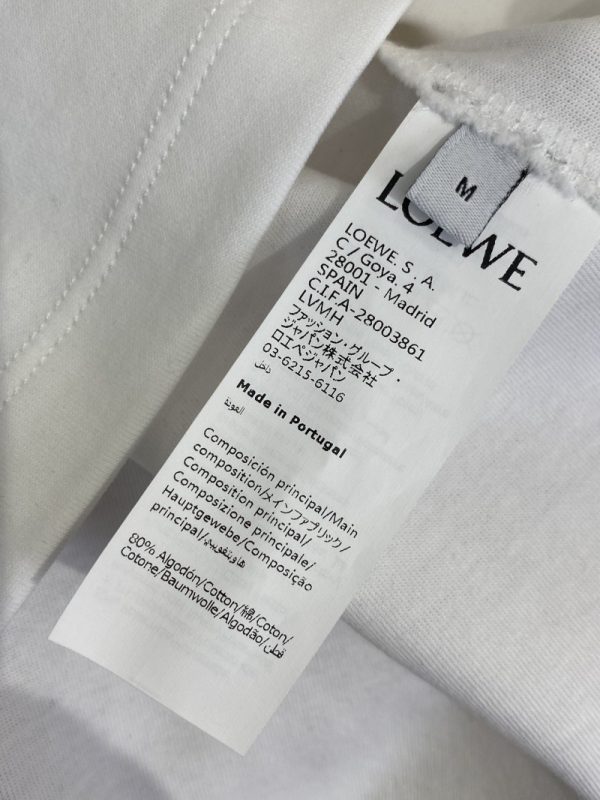 M
LOEWE
LOEWE. S. A.
C / Goya. 4
28001 - Madrid
SPAIN
C.I.F.A-28003861
LVMH
ファッション・グループ・
ジャパン株式会社
ロエベジャパン
03-6215-6116
داخل
Made in Portugal
Composición principal/Main
composition/メインファブリック/
Composition principal/
Composizione principale/
Hauptgewebe/Composição
principal/
80% Algodón/Cotton/綿/Coton/
Cotone/Baumwolle/Algodão/قطن